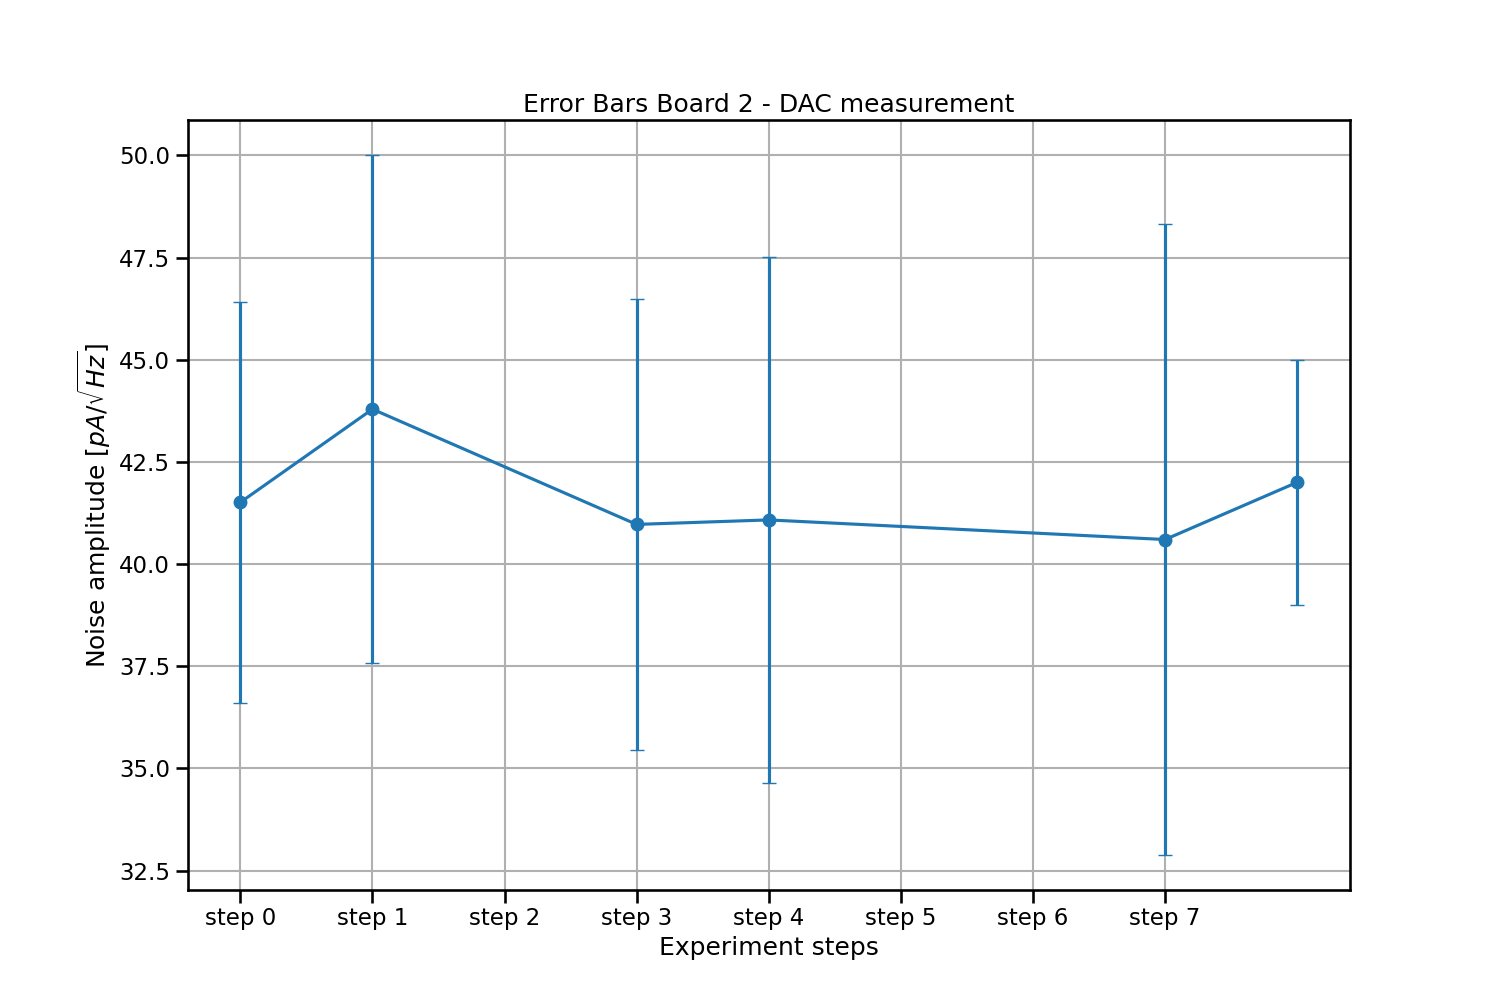 Error Bars Board 2 - DAC measurement
50.0
47.5
45.0
42.5
40.0
37.5
35.0
32.5
Noise amplitude [pA/√Hz]
step 0 step 1 step 2 step 3 step 4 step 5 step 6 step 7
Experiment steps